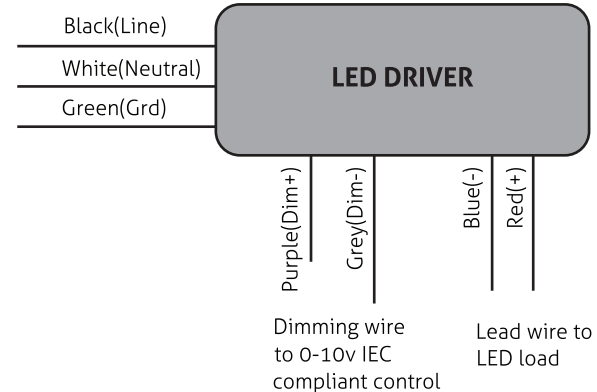 Black(Line)
White(Neutral)
Green(Grd)
LED DRIVER
Purple(Dim+)
Grey(Dim-)
Blue(-)
Red(+)
Dimming wire
to 0-10v IEC
compliant control
Lead wire to
LED load